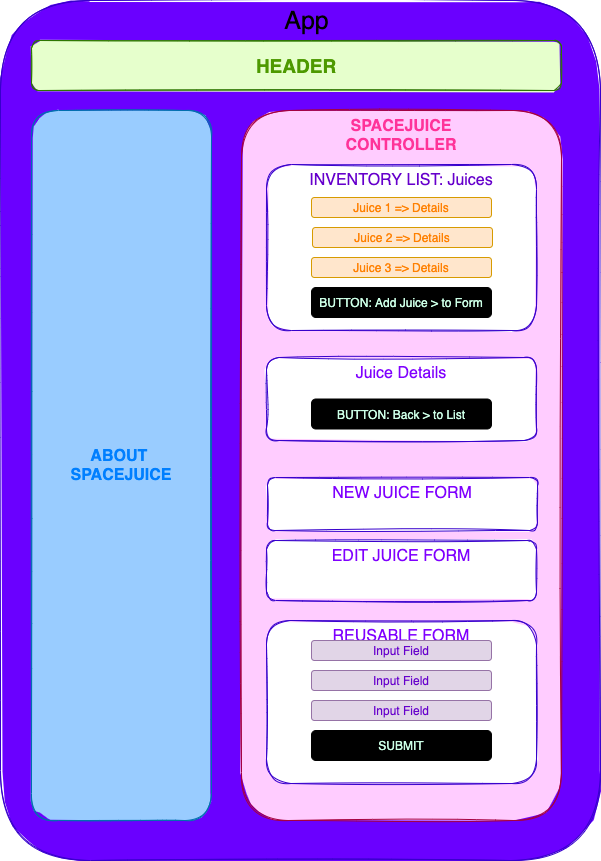 App
HEADER
ABOUT
SPACEJUICE
SPACEJUICE
CONTROLLER
INVENTORY LIST: Juices
Juice 1 => Details
Juice 2 => Details
Juice 3 => Details
BUTTON: Add Juice > to Form
Juice Details
BUTTON: Back > to List
NEW JUICE FORM
EDIT JUICE FORM
REUSABLE FORM
Input Field
Input Field
Input Field
SUBMIT